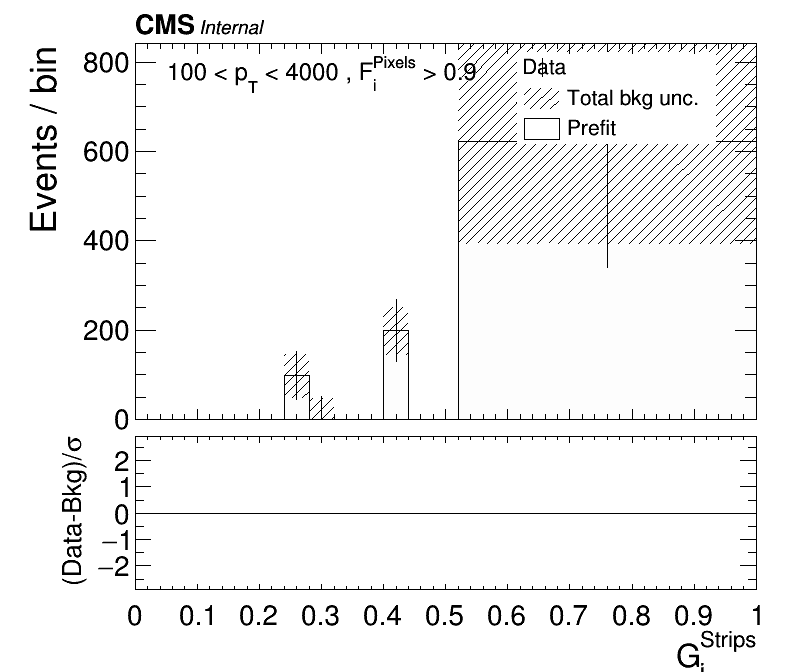 CMS Internal
100 < p_T < 4000 , F_i^Pixels > 0.9
Data
Total bkg unc.
Prefit
Events / bin
800
600
400
200
0
(Data-Bkg)/σ
2
1
0
−1
−2
0 0.1 0.2 0.3 0.4 0.5 0.6 0.7 0.8 0.9 1
G_i^Strips